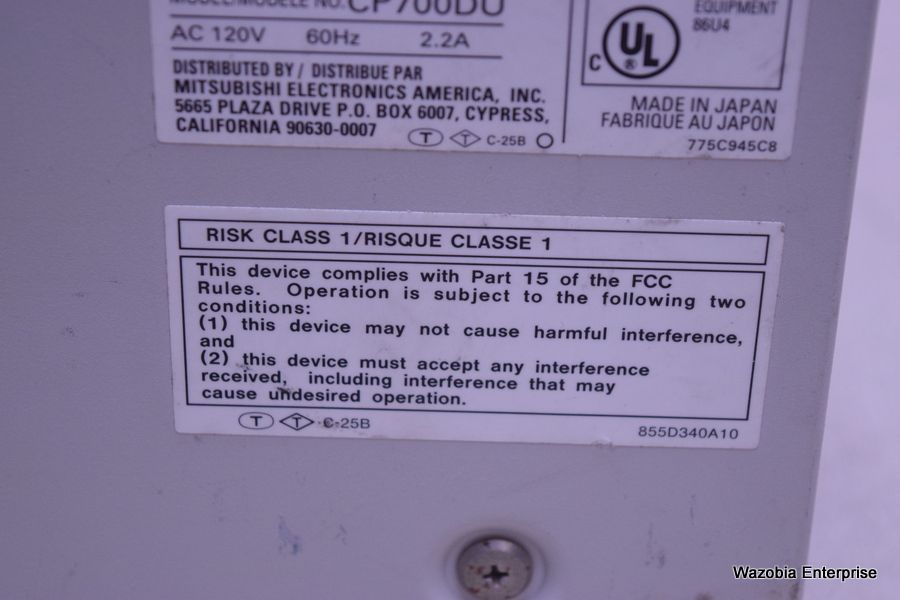 MODEL/MODÈLE NO. CP700DU
AC 120V 60Hz 2.2A
DISTRIBUTED BY / DISTRIBUE PAR
MITSUBISHI ELECTRONICS AMERICA, INC.
5665 PLAZA DRIVE P.O. BOX 6007, CYPRESS,
CALIFORNIA 90630-0007
T T C-25B
EQUIPMENT
86U4
C UL ®
MADE IN JAPAN
FABRIQUE AU JAPON
775C945C8
RISK CLASS 1/RISQUE CLASSE 1
This device complies with Part 15 of the FCC
Rules. Operation is subject to the following two
conditions:
(1) this device may not cause harmful interference,
and
(2) this device must accept any interference
received, including interference that may
cause undesired operation.
T T C-25B
855D340A10
Wazobia Enterprise